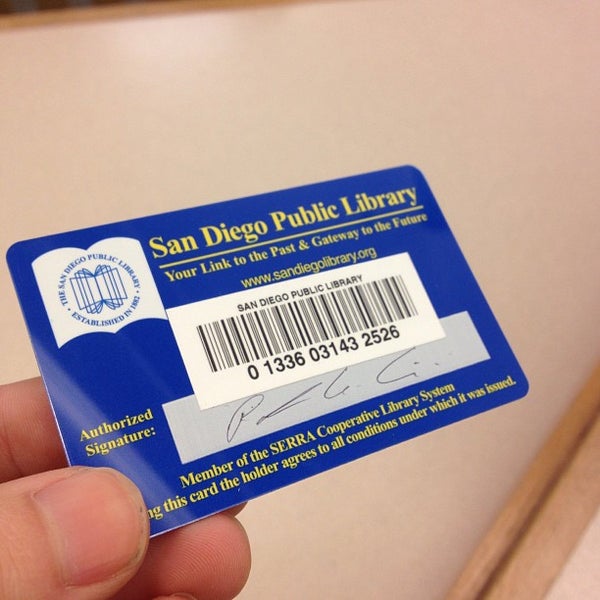 San Diego Public Library
Your Link to the Past & Gateway to the Future
www.sandiegolibrary.org
THE SAN DIEGO PUBLIC LIBRARY
• ESTABLISHED IN 1882 •
SAN DIEGO PUBLIC LIBRARY
0 1336 03143 2526
Authorized
Signature:
Member of the SERRA Cooperative Library System
ng this card the holder agrees to all conditions under which it was issued.